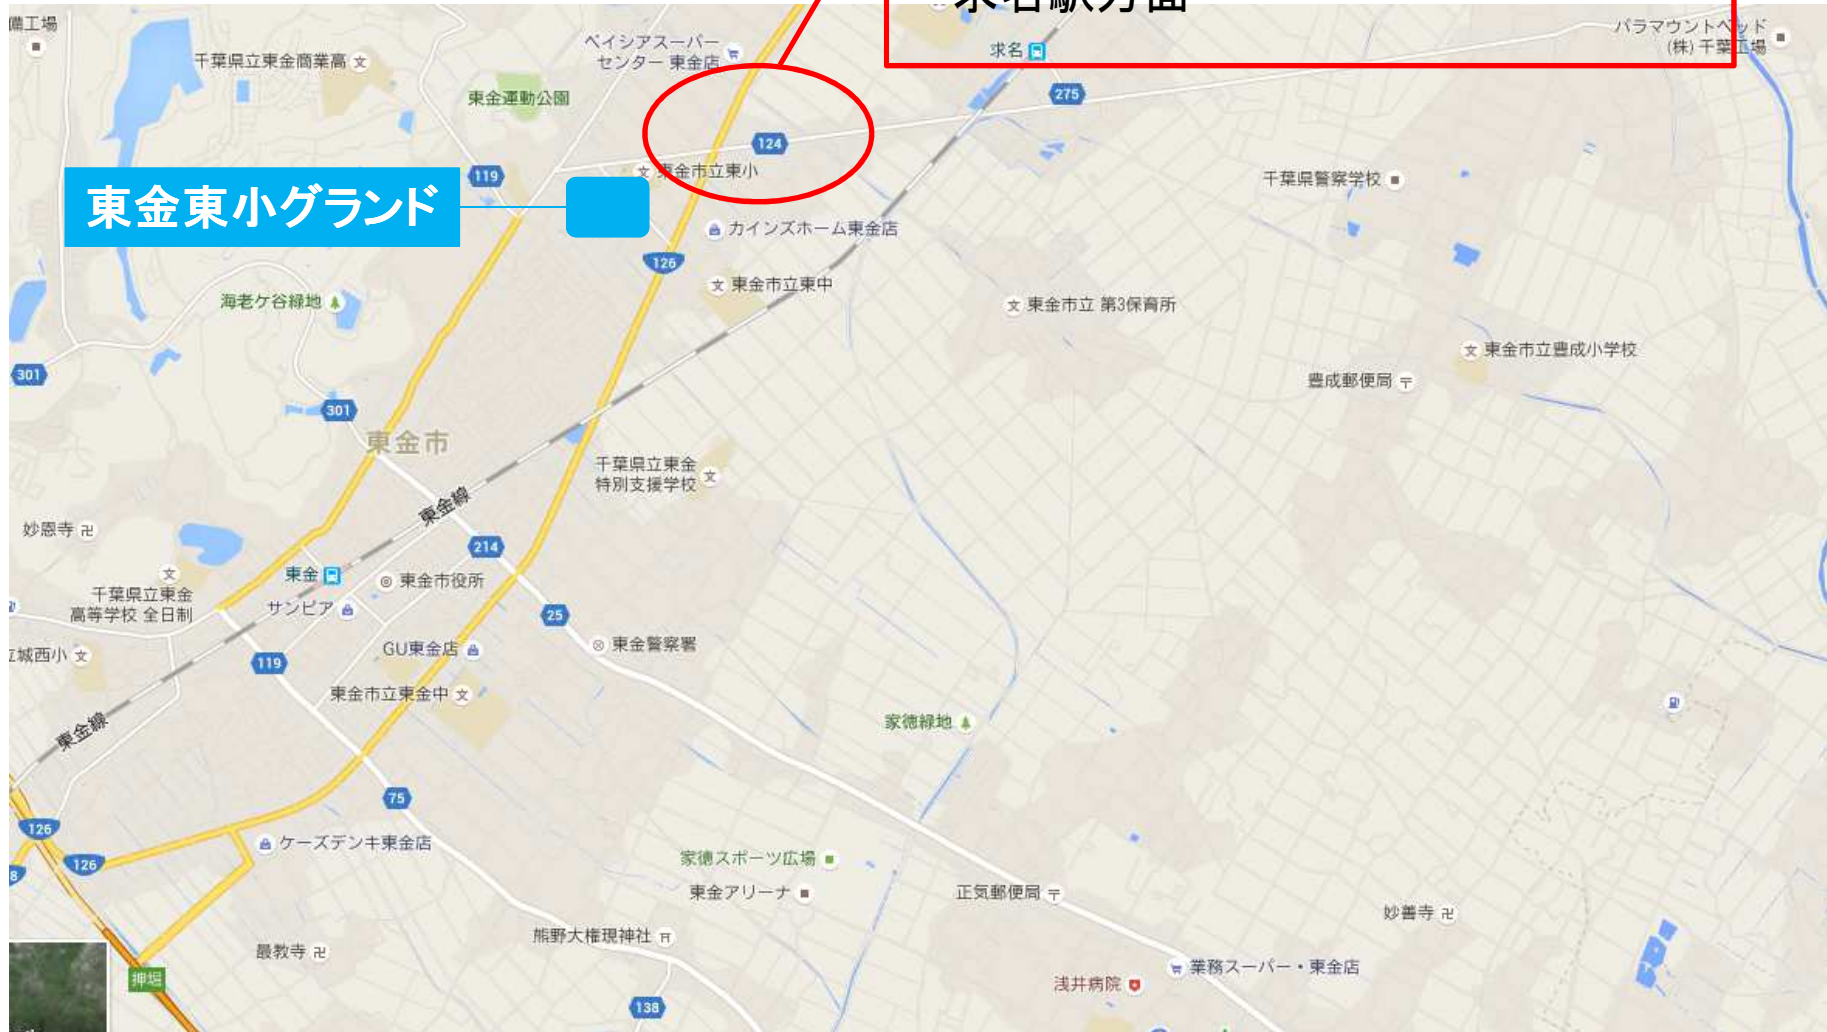 求名駅方面
備工場
千葉県立東金商業高
ベイシアスーパー
センター 東金店
東金運動公園
求名
パラマウントベッド
(株) 千葉工場
275
124
119
東金市立東小
東金東小グランド
千葉県警察学校
カインズホーム東金店
126
東金市立東中
海老ケ谷緑地
東金市立 第3保育所
東金市立豊成小学校
豊成郵便局
301
301
東金市
千葉県立東金
特別支援学校
東金線
妙恩寺
214
東金
東金市役所
千葉県立東金
高等学校 全日制
サンピア
25
東金警察署
城西小
119
GU東金店
東金市立東金中
東金線
家徳緑地
75
126
126
ケーズデンキ東金店
家徳スポーツ広場
東金アリーナ
正気郵便局
妙善寺
熊野大権現神社
最教寺
押堀
業務スーパー・東金店
浅井病院
138